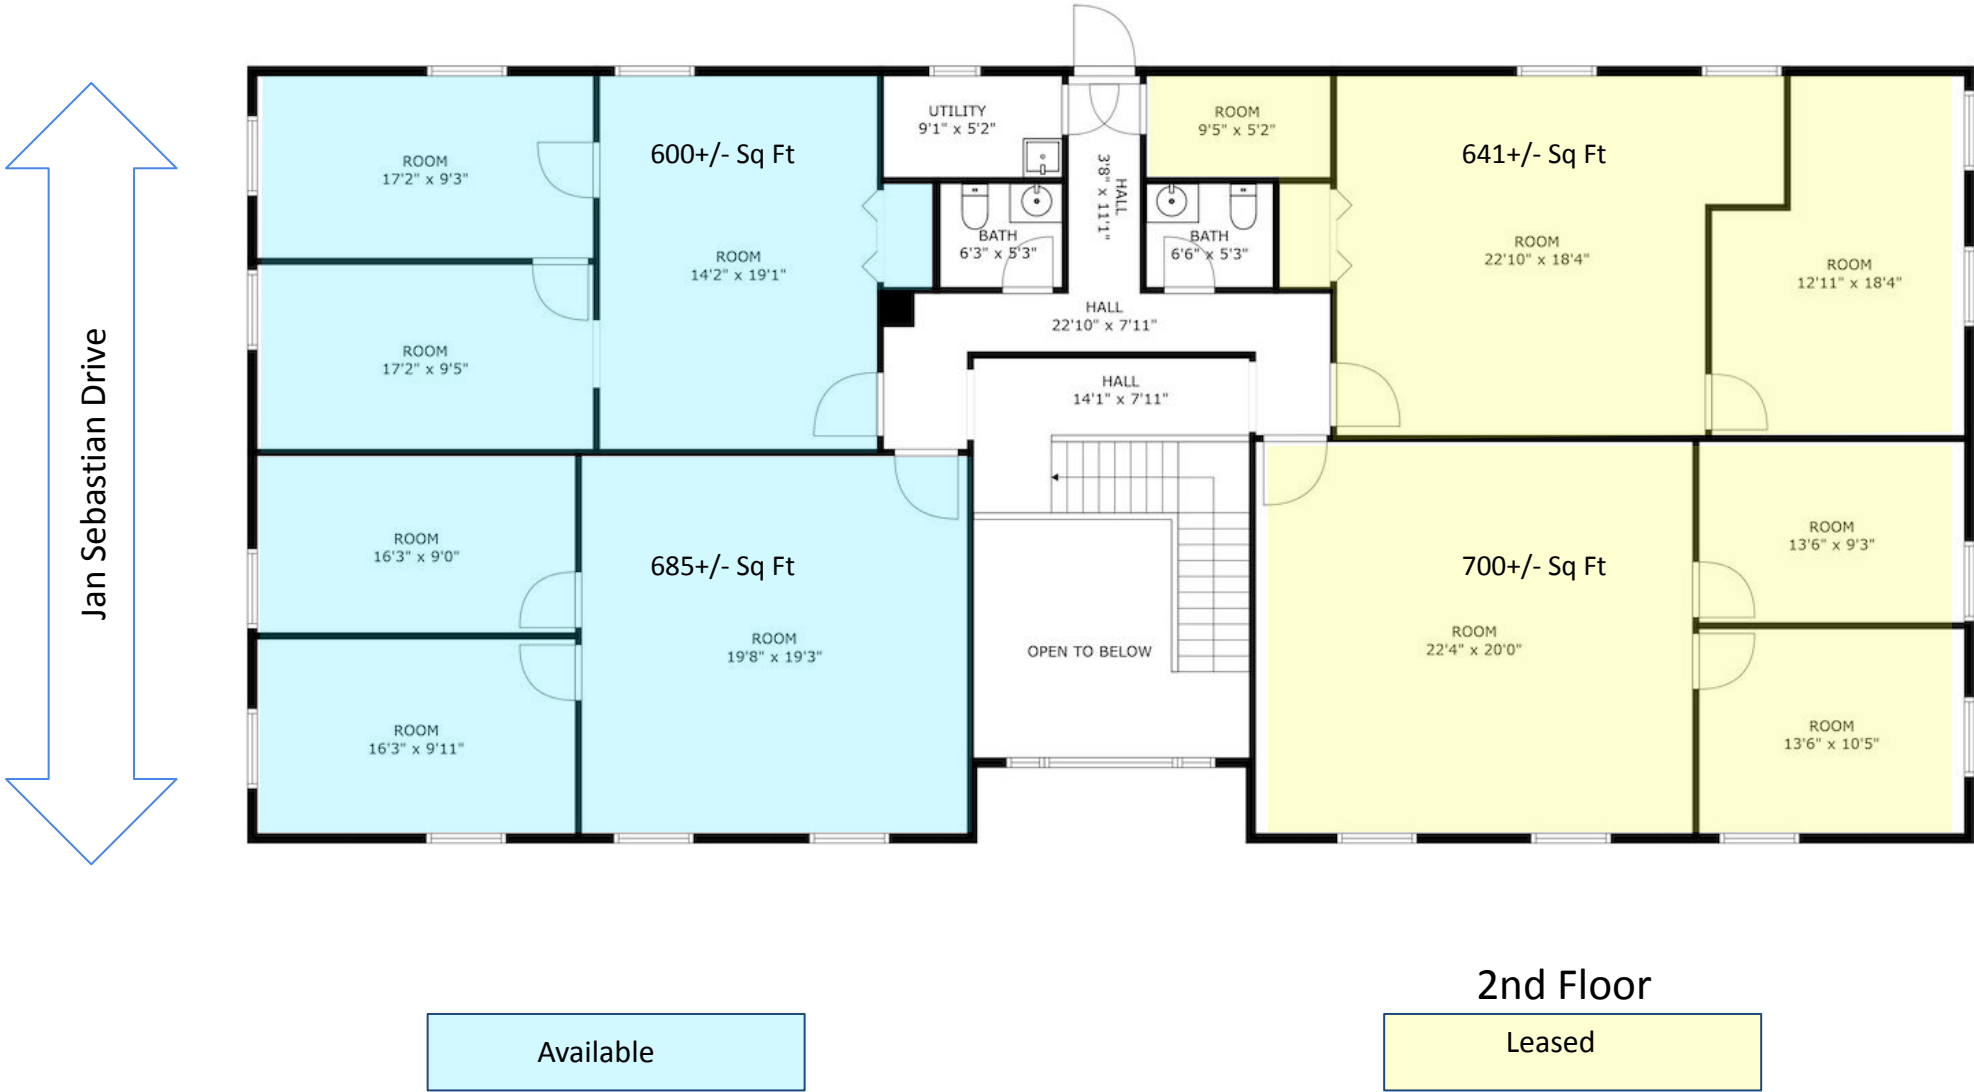 Jan Sebastian Drive
ROOM
17'2" x 9'3"
600+/- Sq Ft
ROOM
14'2" x 19'1"
ROOM
17'2" x 9'5"
UTILITY
9'1" x 5'2"
BATH
6'3" x 5'3"
HALL
3'8" x 11'1"
ROOM
9'5" x 5'2"
BATH
6'6" x 5'3"
HALL
22'10" x 7'11"
HALL
14'1" x 7'11"
641+/- Sq Ft
ROOM
22'10" x 18'4"
ROOM
12'11" x 18'4"
ROOM
16'3" x 9'0"
685+/- Sq Ft
ROOM
19'8" x 19'3"
ROOM
16'3" x 9'11"
OPEN TO BELOW
700+/- Sq Ft
ROOM
22'4" x 20'0"
ROOM
13'6" x 9'3"
ROOM
13'6" x 10'5"
2nd Floor
Available
Leased